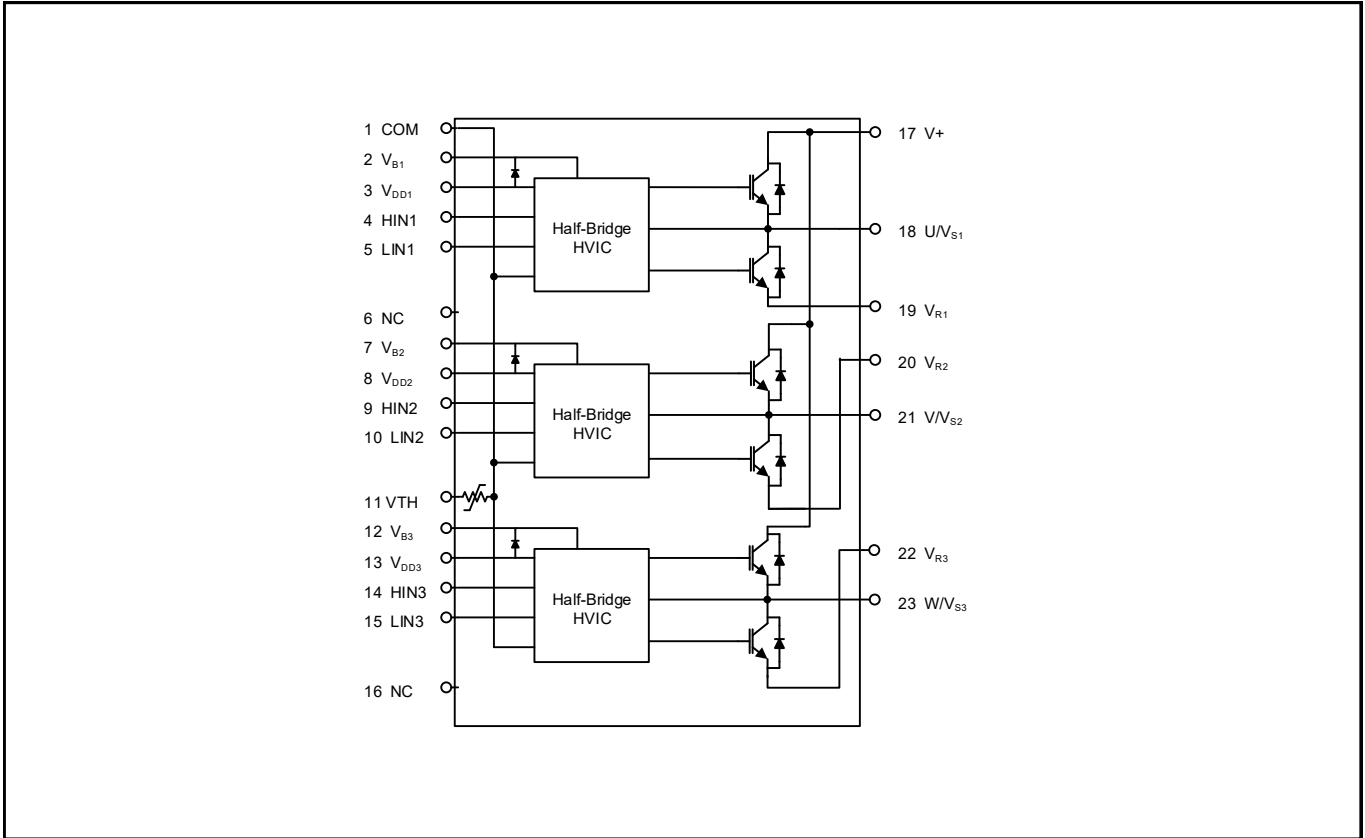 1 COM
2 VB1
3 VDD1
4 HIN1
5 LIN1
6 NC
7 VB2
8 VDD2
9 HIN2
10 LIN2
11 VTH
12 VB3
13 VDD3
14 HIN3
15 LIN3
16 NC
Half-Bridge
HVIC
Half-Bridge
HVIC
Half-Bridge
HVIC
17 V+
18 U/VS1
19 VR1
20 VR2
21 V/VS2
22 VR3
23 W/VS3